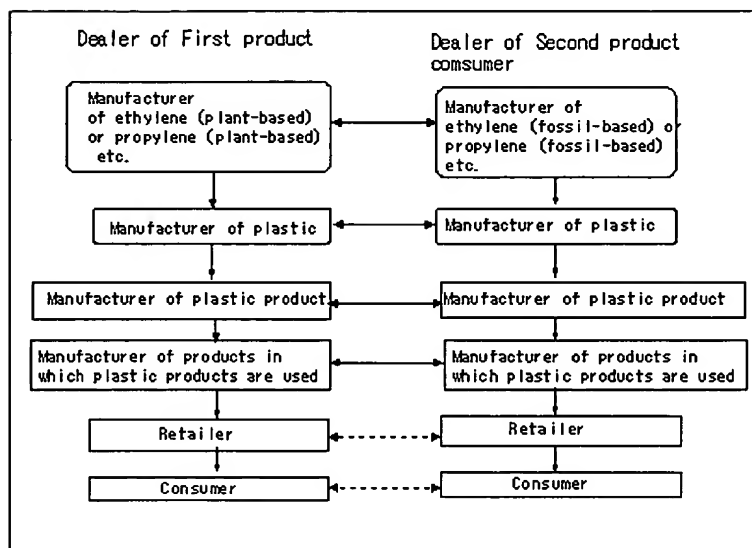 Dealer of First product
Manufacturer
of ethylene (plant-based)
or propylene (plant-based)
etc.
Manufacturer of plastic
Manufacturer of plastic product
Manufacturer of products in
which plastic products are used
Retailer
Consumer
Dealer of Second product
comsumer
Manufacturer of
ethylene (fossil-based) or
propylene (fossil-based)
etc.
Manufacturer of plastic
Manufacturer of plastic product
Manufacturer of products in
which plastic products are used
Retailer
Consumer